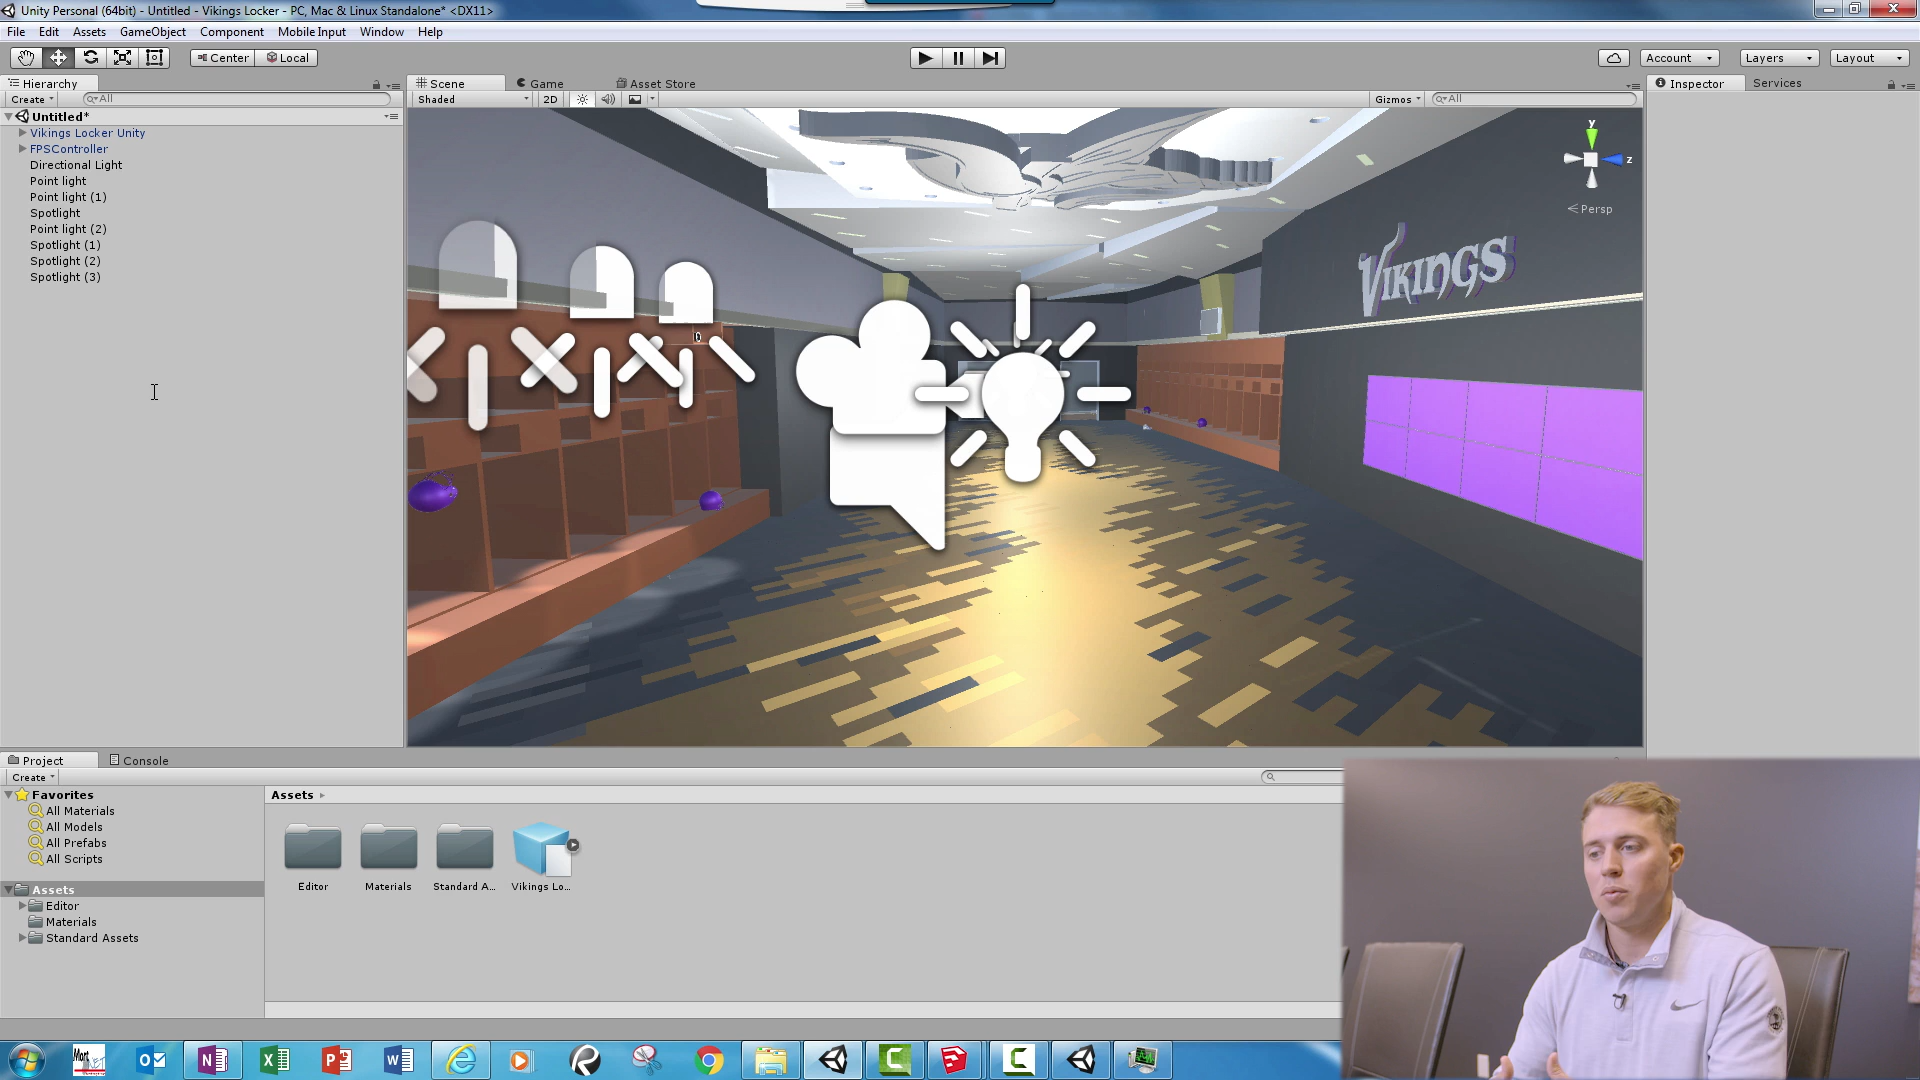 Unity Personal (64bit) - Untitled - Vikings Locker - PC, Mac & Linux Standalone* <DX11>
File Edit Assets GameObject Component Mobile Input Window Help
Center Local Account Layers Layout
Hierarchy
Create All
Untitled*
Vikings Locker Unity
FPSController
Directional Light
Point light
Point light (1)
Spotlight
Point light (2)
Spotlight (1)
Spotlight (2)
Spotlight (3)
Scene Game Asset Store
Shaded 2D Gizmos All
y
z
Persp
VIKINGS
Inspector Services
Project Console
Create
Favorites
All Materials
All Models
All Prefabs
All Scripts
Assets
Editor
Materials
Standard Assets
Assets
Editor Materials Standard A... Vikings Lo...